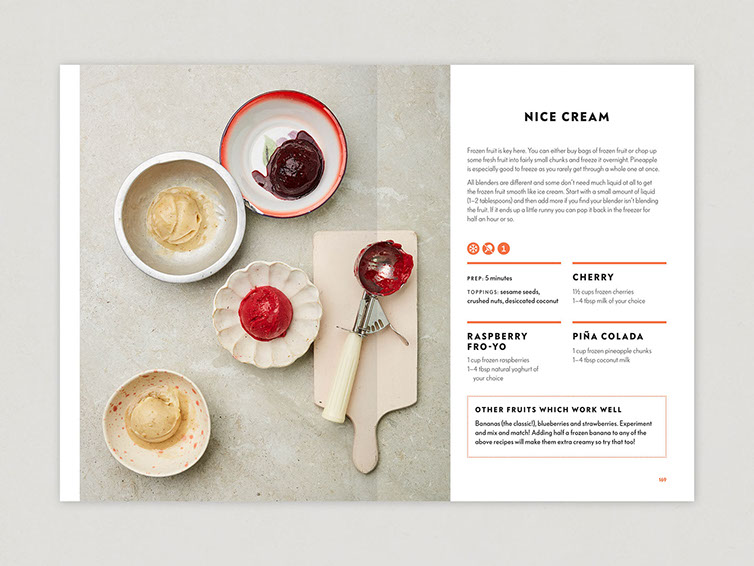 NICE CREAM
Frozen fruit is key here. You can either buy bags of frozen fruit or chop up
some fresh fruit into fairly small chunks and freeze it overnight. Pineapple
is especially good to freeze as you rarely get through a whole one at once.
All blenders are different and some don't need much liquid at all to get
the frozen fruit smooth like ice cream. Start with a small amount of liquid
(1–2 tablespoons) and then add more if you find your blender isn't blending
the fruit. If it ends up a little runny you can pop it back in the freezer for
half an hour or so.
1
PREP: 5 minutes
TOPPINGS: sesame seeds,
crushed nuts, desiccated coconut
CHERRY
1½ cups frozen cherries
1–4 tbsp milk of your choice
RASPBERRY
FRO-YO
1 cup frozen raspberries
1–4 tbsp natural yoghurt of
your choice
PIÑA COLADA
1 cup frozen pineapple chunks
1–4 tbsp coconut milk
OTHER FRUITS WHICH WORK WELL
Bananas (the classic!), blueberries and strawberries. Experiment
and mix and match! Adding half a frozen banana to any of the
above recipes will make them extra creamy so try that too!
169